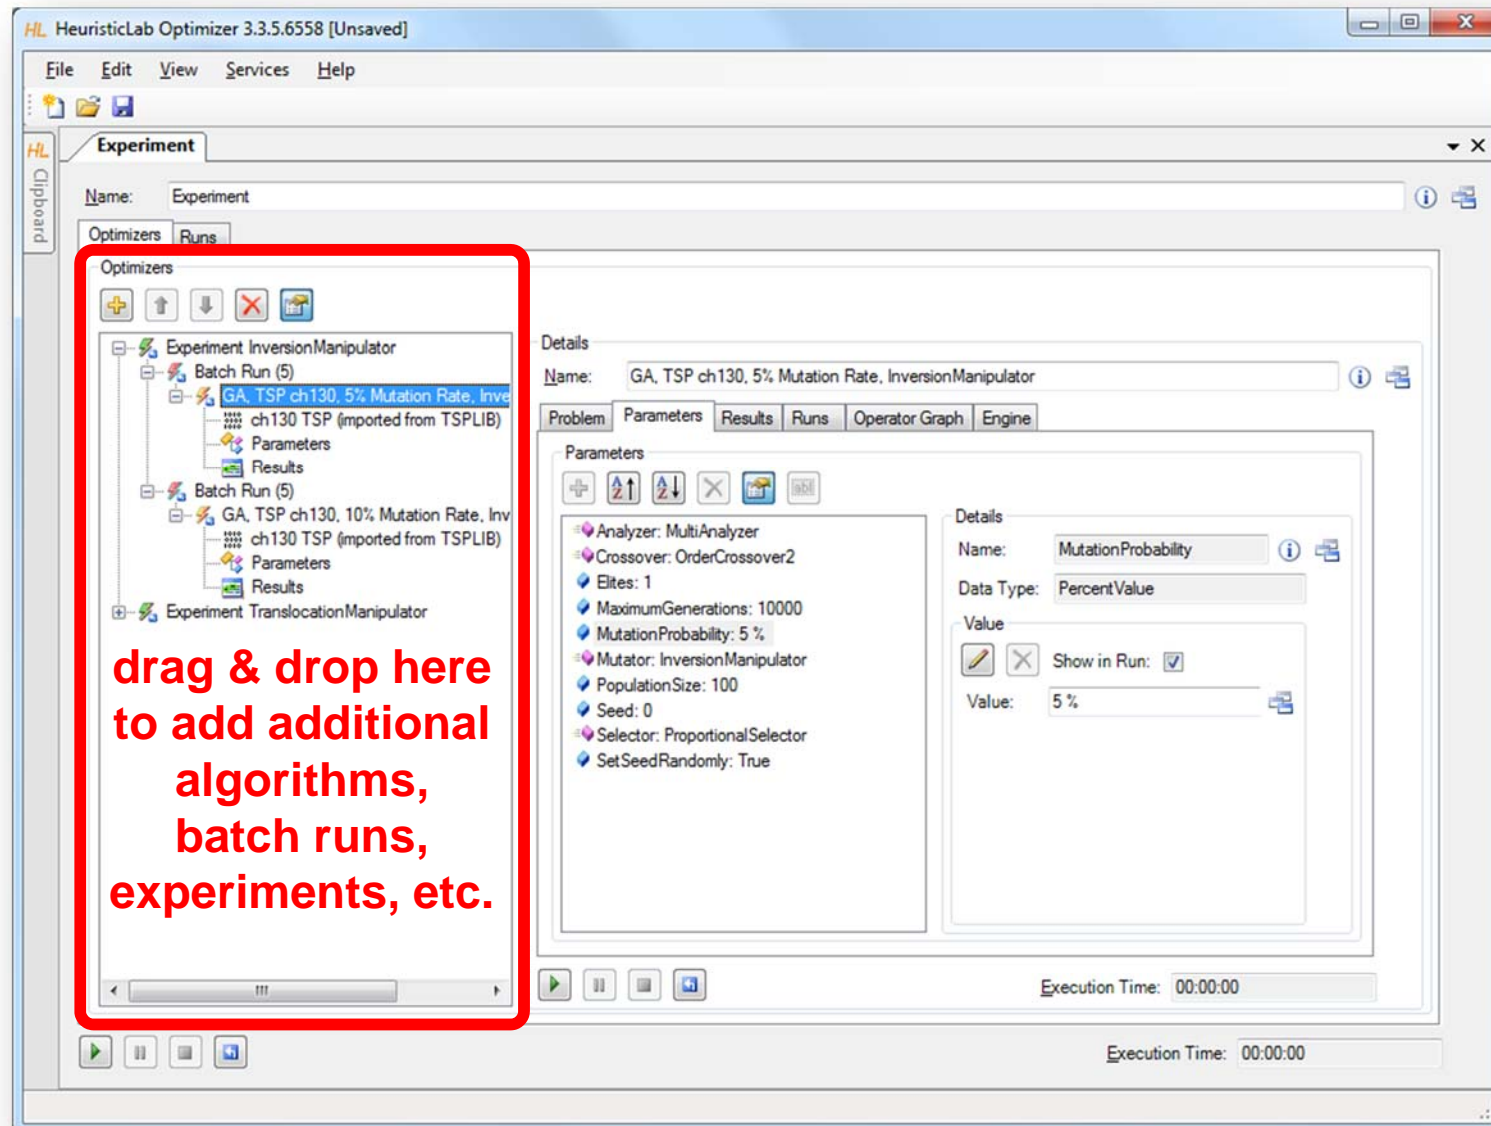 HL HeuristicLab Optimizer 3.3.5.6558 [Unsaved]
File Edit View Services Help
HL Clipboard
Experiment
Name: Experiment
Optimizers Runs
Optimizers
Experiment InversionManipulator
Batch Run (5)
GA, TSP ch130, 5% Mutation Rate, Inve
ch130 TSP (imported from TSPLIB)
Parameters
Results
Batch Run (5)
GA, TSP ch130, 10% Mutation Rate, Inv
ch130 TSP (imported from TSPLIB)
Parameters
Results
Experiment TranslocationManipulator
drag & drop here
to add additional
algorithms,
batch runs,
experiments, etc.
Details
Name: GA, TSP ch130, 5% Mutation Rate, InversionManipulator
Problem Parameters Results Runs Operator Graph Engine
Parameters
Analyzer: MultiAnalyzer
Crossover: OrderCrossover2
Elites: 1
MaximumGenerations: 10000
MutationProbability: 5 %
Mutator: InversionManipulator
PopulationSize: 100
Seed: 0
Selector: ProportionalSelector
SetSeedRandomly: True
Details
Name: MutationProbability
Data Type: PercentValue
Value
Show in Run:
Value: 5 %
Execution Time: 00:00:00
Execution Time: 00:00:00